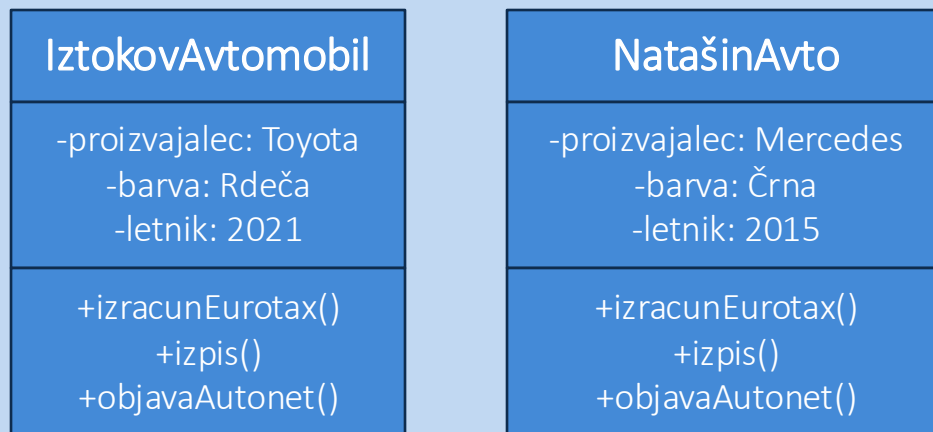 IztokovAvtomobil
-proizvajalec: Toyota
-barva: Rdeča
-letnik: 2021
+izracunEurotax()
+izpis()
+objavaAutonet()
NatašinAvto
-proizvajalec: Mercedes
-barva: Črna
-letnik: 2015
+izracunEurotax()
+izpis()
+objavaAutonet()